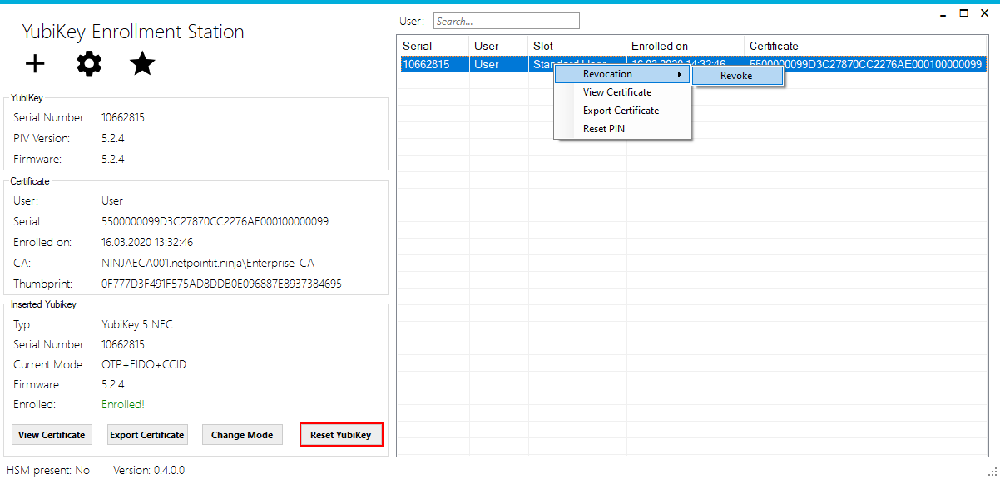 YubiKey Enrollment Station
YubiKey
Serial Number: 10662815
PIV Version: 5.2.4
Firmware: 5.2.4
Certificate
User: User
Serial: 5500000099D3C27870CC2276AE000100000099
Enrolled on: 16.03.2020 13:32:46
CA: NINJAECA001.netpointit.ninja\Enterprise-CA
Thumbprint: 0F777D3F491F575AD8DDB0E096887E8937384695
Inserted Yubikey
Typ: YubiKey 5 NFC
Serial Number: 10662815
Current Mode: OTP+FIDO+CCID
Firmware: 5.2.4
Enrolled: Enrolled!
View Certificate Export Certificate Change Mode Reset YubiKey
HSM present: No Version: 0.4.0.0
User: Search...
Serial User Slot Enrolled on Certificate
10662815 User Standard User 16.03.2020 14:32:46 5500000099D3C27870CC2276AE000100000099
Revocation Revoke
View Certificate
Export Certificate
Reset PIN